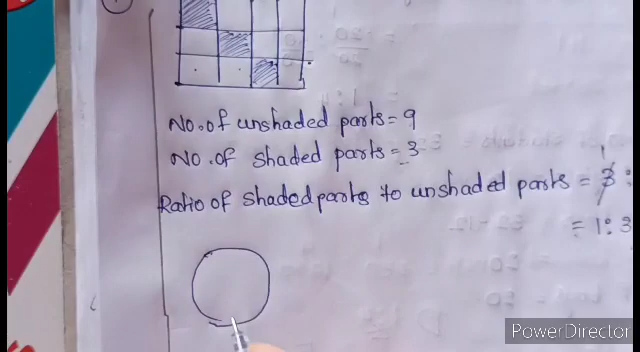 No. of unshaded parts = 9
No. of shaded parts = 3
Ratio of shaded parts to unshaded parts = 3 :
= 1 : 3
PowerDirector